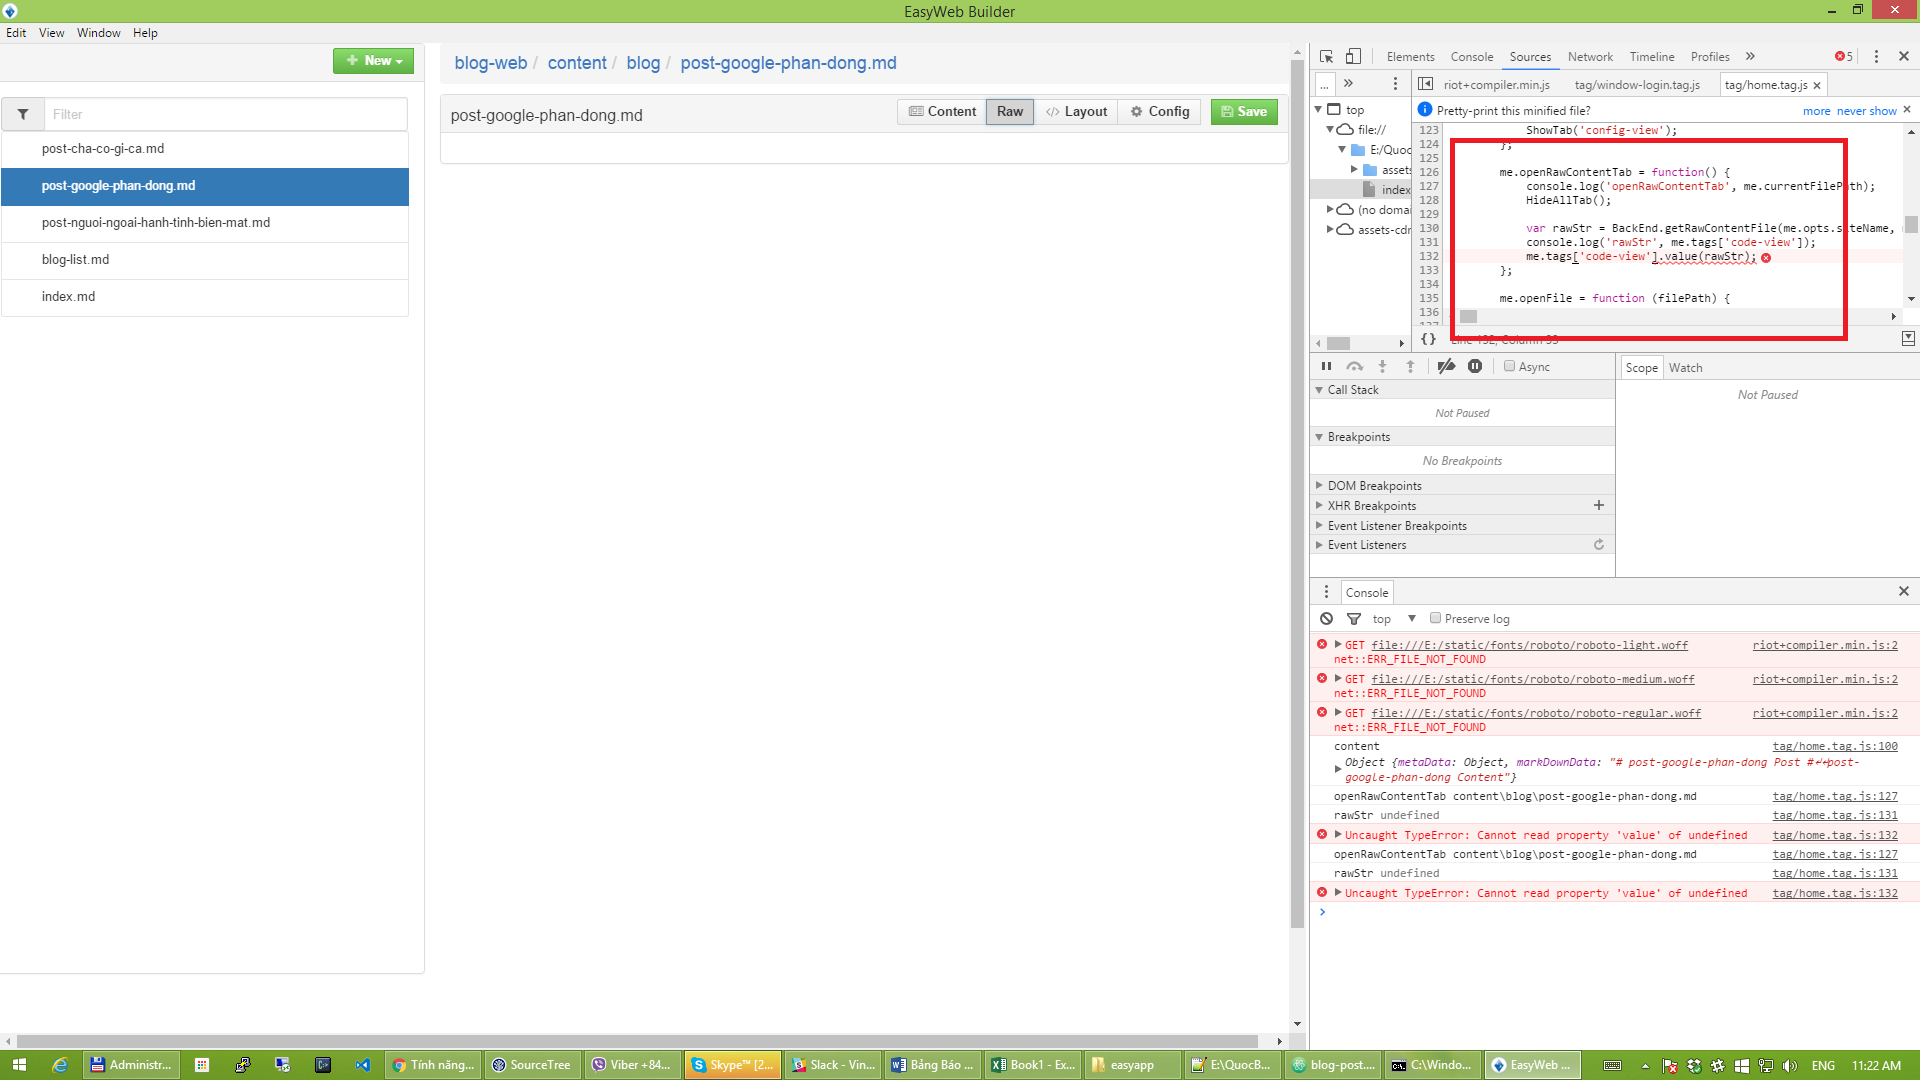 EasyWeb Builder
Edit View Window Help
New
Filter
post-cha-co-gi-ca.md
post-google-phan-dong.md
post-nguoi-ngoai-hanh-tinh-bien-mat.md
blog-list.md
index.md
blog-web / content / blog / post-google-phan-dong.md
post-google-phan-dong.md
Content Raw </> Layout Config Save
Elements Console Sources Network Timeline Profiles » 5
... » riot+compiler.min.js tag/window-login.tag.js tag/home.tag.js ×
Pretty-print this minified file? more never show
top
file://
E:/Quoc
assets
index
(no domai
assets-cdn
123 ShowTab('config-view');
124 };
125
126 me.openRawContentTab = function() {
127 console.log('openRawContentTab', me.currentFilePath);
128 HideAllTab();
129
130 var rawStr = BackEnd.getRawContentFile(me.opts.siteName,
131 console.log('rawStr', me.tags['code-view']);
132 me.tags['code-view'].value(rawStr);
133 };
134
135 me.openFile = function (filePath) {
136
137
{} Line 132, Column 33
Async
Call Stack
Not Paused
Breakpoints
No Breakpoints
DOM Breakpoints
XHR Breakpoints
Event Listener Breakpoints
Event Listeners
Scope Watch
Not Paused
Console
top Preserve log
GET file:///E:/static/fonts/roboto/roboto-light.woff riot+compiler.min.js:2
net::ERR_FILE_NOT_FOUND
GET file:///E:/static/fonts/roboto/roboto-medium.woff riot+compiler.min.js:2
net::ERR_FILE_NOT_FOUND
GET file:///E:/static/fonts/roboto/roboto-regular.woff riot+compiler.min.js:2
net::ERR_FILE_NOT_FOUND
content tag/home.tag.js:100
Object {metaData: Object, markDownData: "# post-google-phan-dong Post #↵↵post-
google-phan-dong Content"}
openRawContentTab content\blog\post-google-phan-dong.md tag/home.tag.js:127
rawStr undefined tag/home.tag.js:131
Uncaught TypeError: Cannot read property 'value' of undefined tag/home.tag.js:132
openRawContentTab content\blog\post-google-phan-dong.md tag/home.tag.js:127
rawStr undefined tag/home.tag.js:131
Uncaught TypeError: Cannot read property 'value' of undefined tag/home.tag.js:132
Administr... Tính năng... SourceTree Viber +84... Skype™ [2... Slack - Vin... Bảng Báo ... Book1 - Ex... easyapp E:\QuocB... blog-post.... C:\Windo... EasyWeb ... ENG 11:22 AM